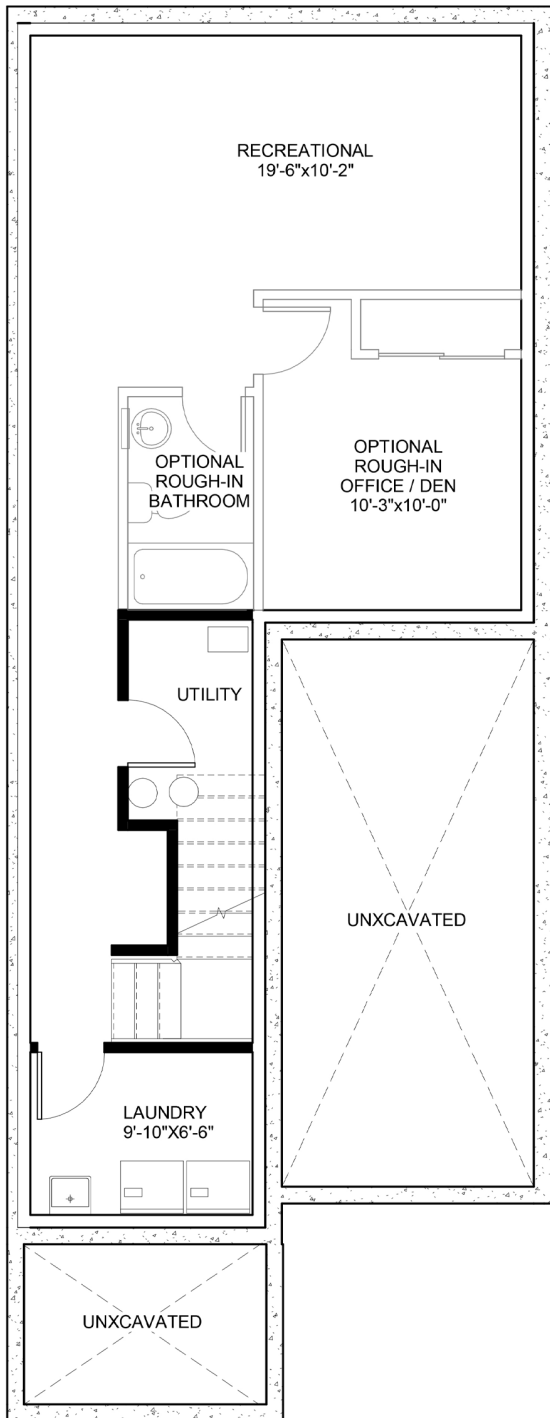 RECREATIONAL
19'-6"x10'-2"
OPTIONAL
ROUGH-IN
OFFICE / DEN
10'-3"x10'-0"
OPTIONAL
ROUGH-IN
BATHROOM
UTILITY
UNXCAVATED
LAUNDRY
9'-10"X6'-6"
UNXCAVATED